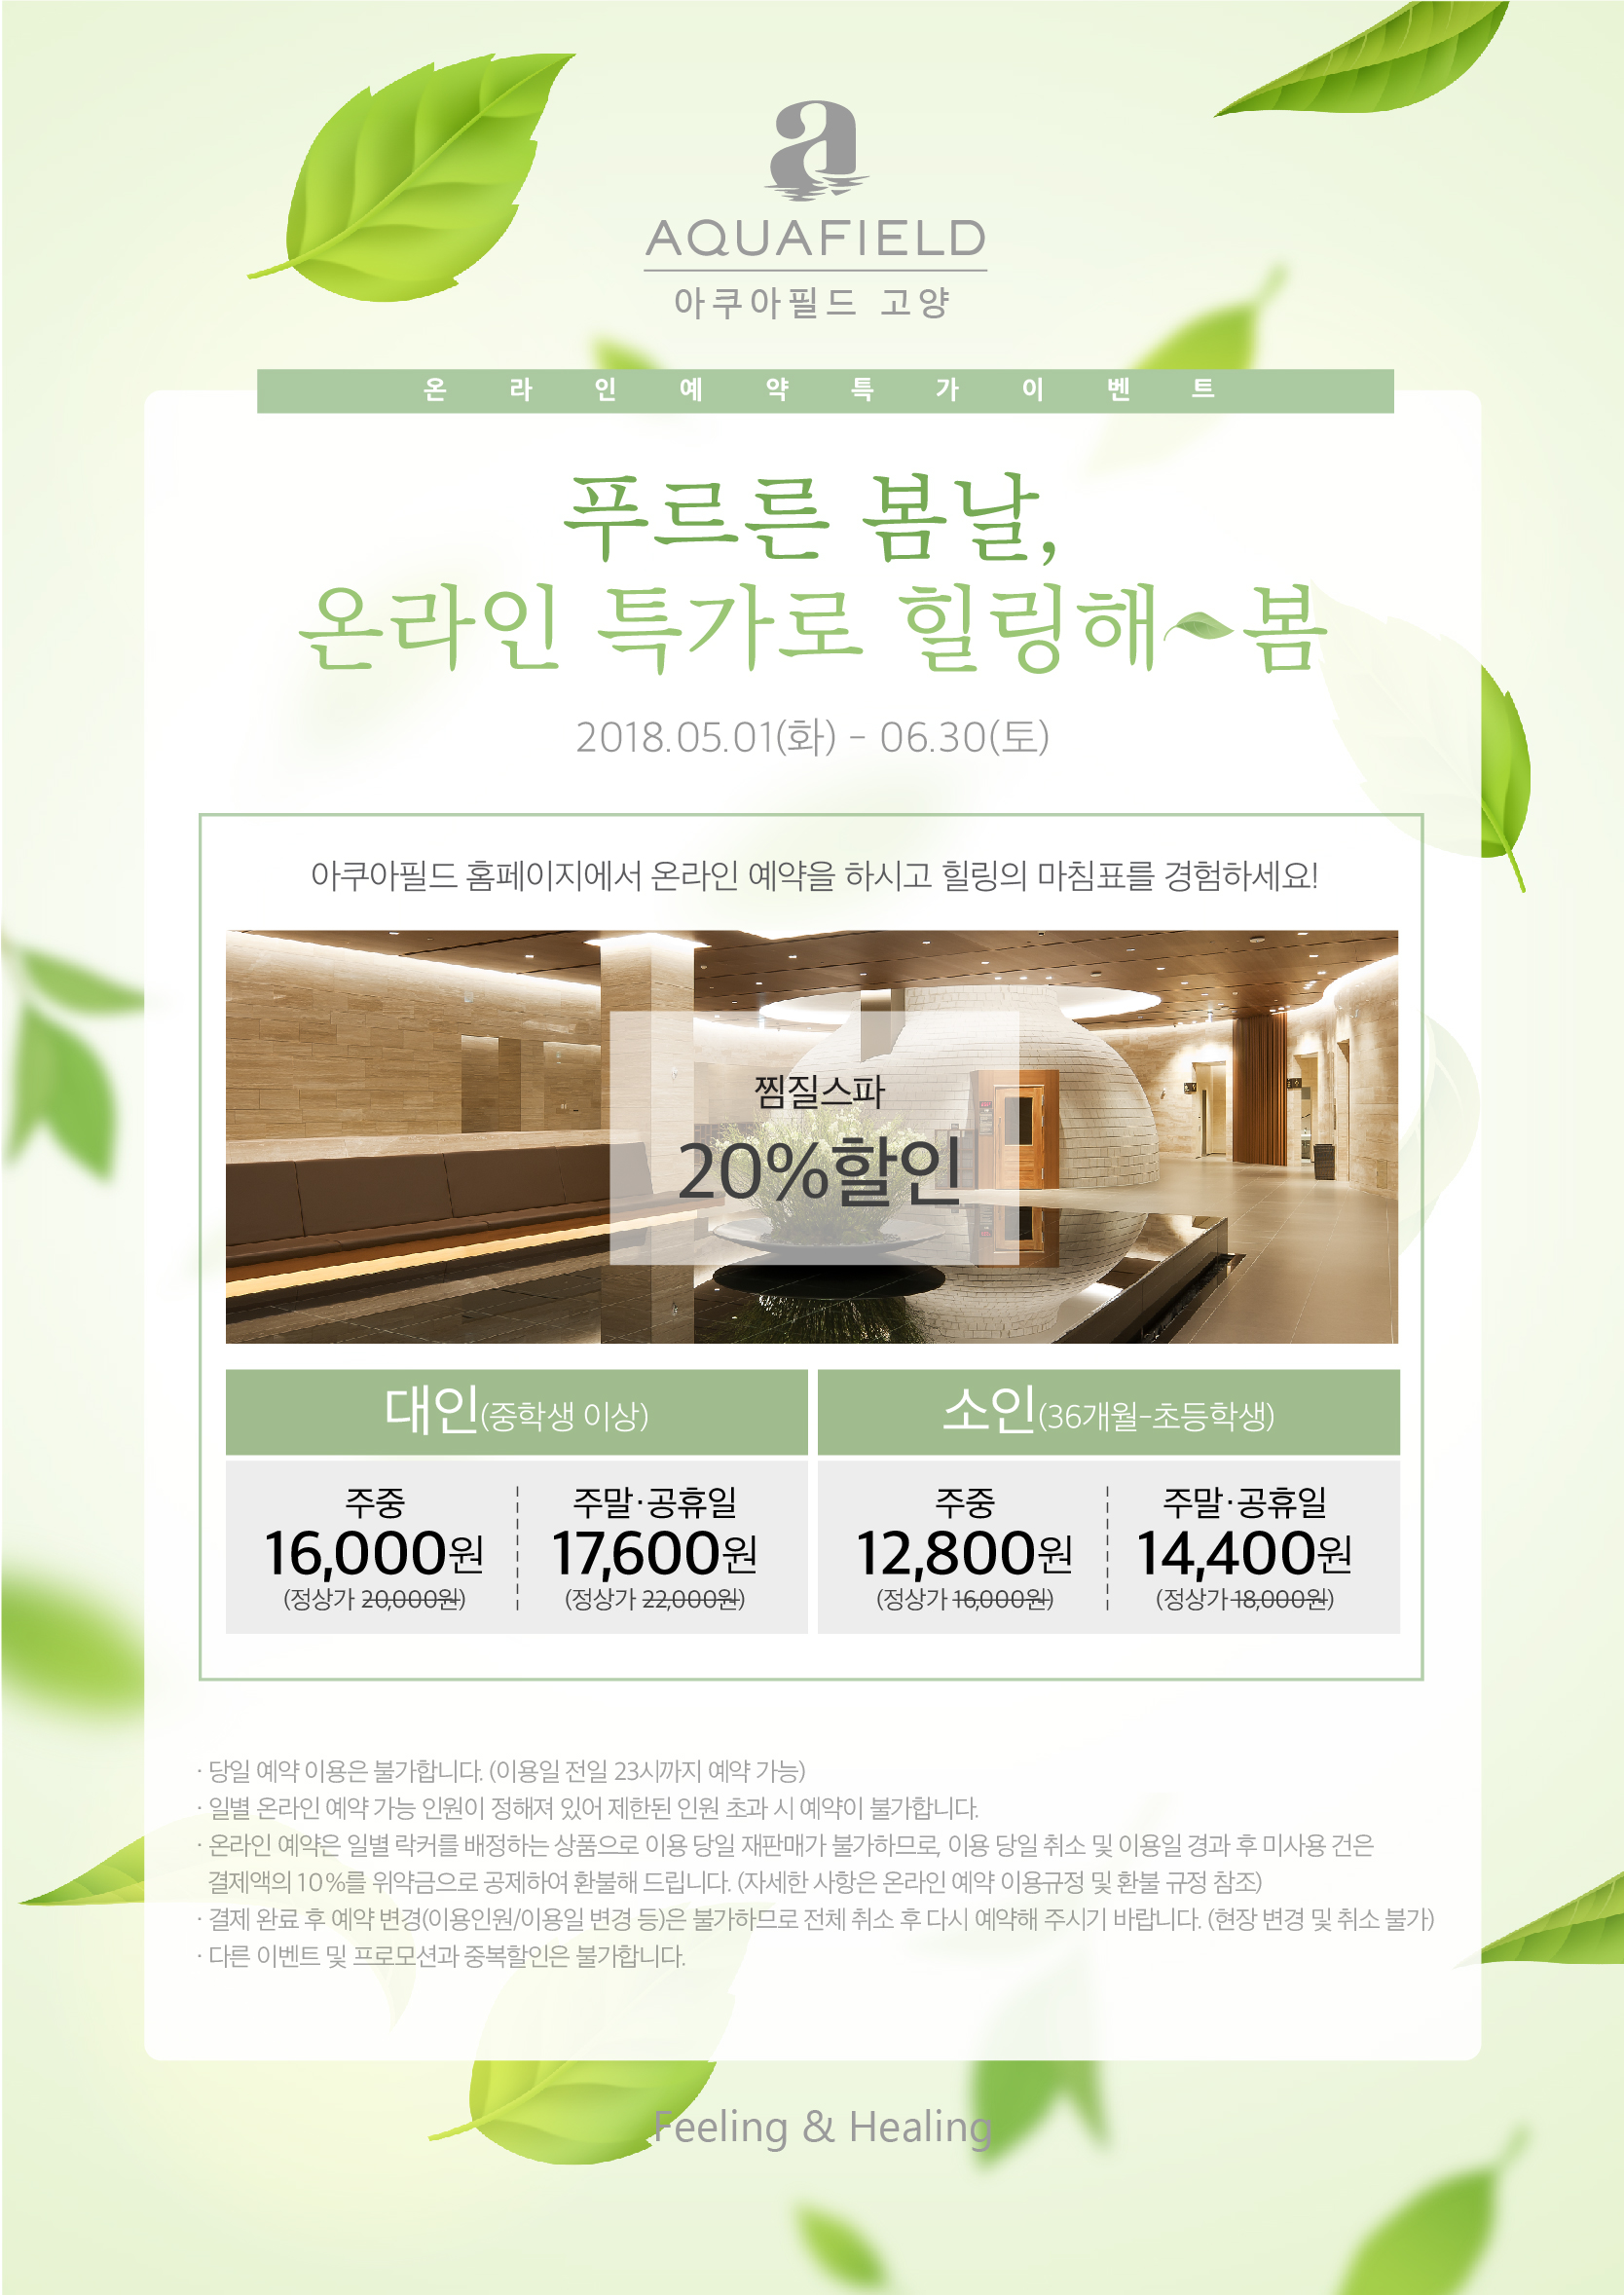 a
AQUAFIELD
아쿠아필드 고양
온라인예약특가이벤트
푸르른 봄날,
온라인 특가로 힐링해~봄
2018.05.01(화) - 06.30(토)
아쿠아필드 홈페이지에서 온라인 예약을 하시고 힐링의 마침표를 경험하세요!
찜질스파
20%할인
대인(중학생 이상)
소인(36개월-초등학생)
주중
16,000원
(정상가 20,000원)
주말·공휴일
17,600원
(정상가 22,000원)
주중
12,800원
(정상가 16,000원)
주말·공휴일
14,400원
(정상가 18,000원)
· 당일 예약 이용은 불가합니다. (이용일 전일 23시까지 예약 가능)
· 일별 온라인 예약 가능 인원이 정해져 있어 제한된 인원 초과 시 예약이 불가합니다.
· 온라인 예약은 일별 락커를 배정하는 상품으로 이용 당일 재판매가 불가하므로, 이용 당일 취소 및 이용일 경과 후 미사용 건은
결제액의 10%를 위약금으로 공제하여 환불해 드립니다. (자세한 사항은 온라인 예약 이용규정 및 환불 규정 참조)
· 결제 완료 후 예약 변경(이용인원/이용일 변경 등)은 불가하므로 전체 취소 후 다시 예약해 주시기 바랍니다. (현장 변경 및 취소 불가)
· 다른 이벤트 및 프로모션과 중복할인은 불가합니다.
Feeling & Healing